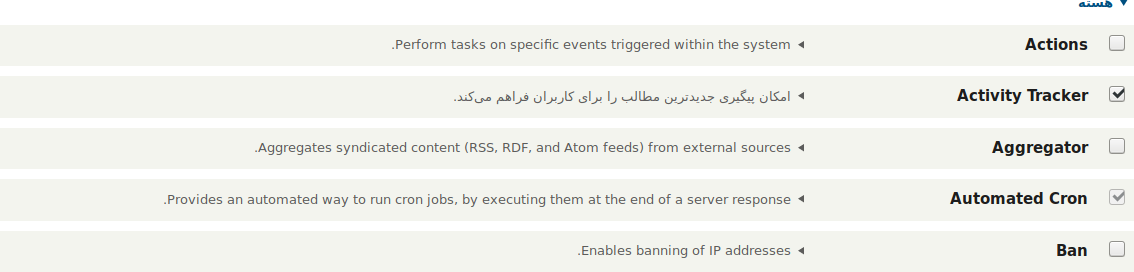 هسته
Actions
Perform tasks on specific events triggered within the system.
Activity Tracker
امکان پیگیری جدیدترین مطالب را برای کاربران فراهم می‌کند.
Aggregator
Aggregates syndicated content (RSS, RDF, and Atom feeds) from external sources.
Automated Cron
Provides an automated way to run cron jobs, by executing them at the end of a server response.
Ban
Enables banning of IP addresses.